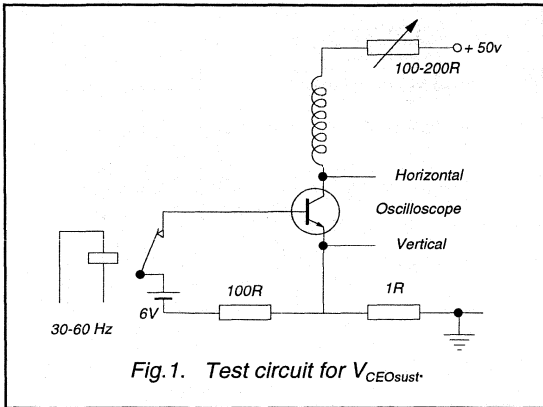 + 50v
100-200R
Horizontal
Oscilloscope
Vertical
100R
1R
6V
30-60 Hz
Fig.1. Test circuit for VCEOsust.